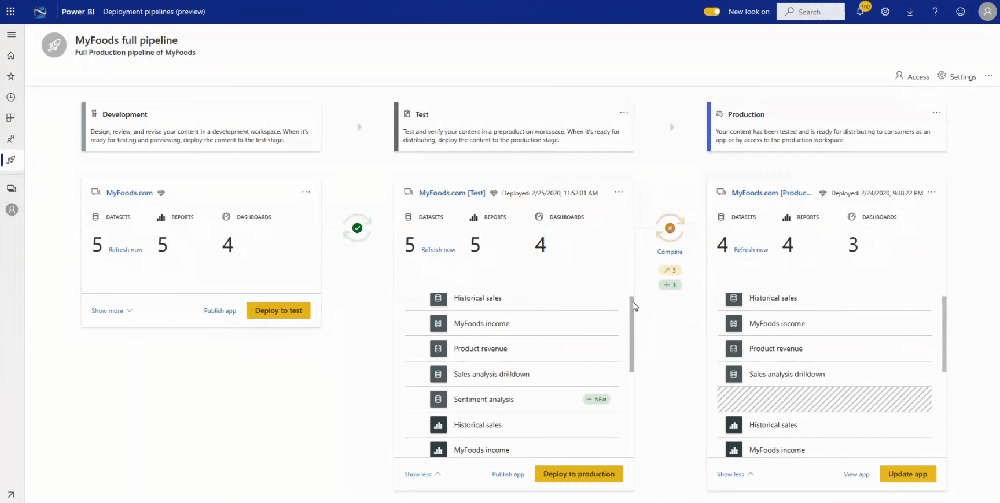 Power BI Deployment pipelines (preview)
New look on
Search
100
MyFoods full pipeline
Full Production pipeline of MyFoods
Access
Settings
Development
Design, review, and revise your content in a development workspace. When it's
ready for testing and previewing, deploy the content to the test stage.
Test
Test and verify your content in a preproduction workspace. When it's ready for
distributing, deploy the content to the production stage.
Production
Your content has been tested and is ready for distributing to consumers as an
app or by access to the production workspace.
MyFoods.com
DATASETS REPORTS DASHBOARDS
5 Refresh now 5 4
Show more Publish app Deploy to test
MyFoods.com [Test] Deployed: 2/25/2020, 11:52:01 AM
DATASETS REPORTS DASHBOARDS
5 Refresh now 5 4
Historical sales
MyFoods income
Product revenue
Sales analysis drilldown
Sentiment analysis + NEW
Historical sales
MyFoods income
Show less Publish app Deploy to production
Compare
3
+ 3
MyFoods.com [Produc... Deployed: 2/24/2020, 9:38:22 PM
DATASETS REPORTS DASHBOARDS
4 Refresh now 4 3
Historical sales
MyFoods income
Product revenue
Sales analysis drilldown
Historical sales
MyFoods income
Show less View app Update app